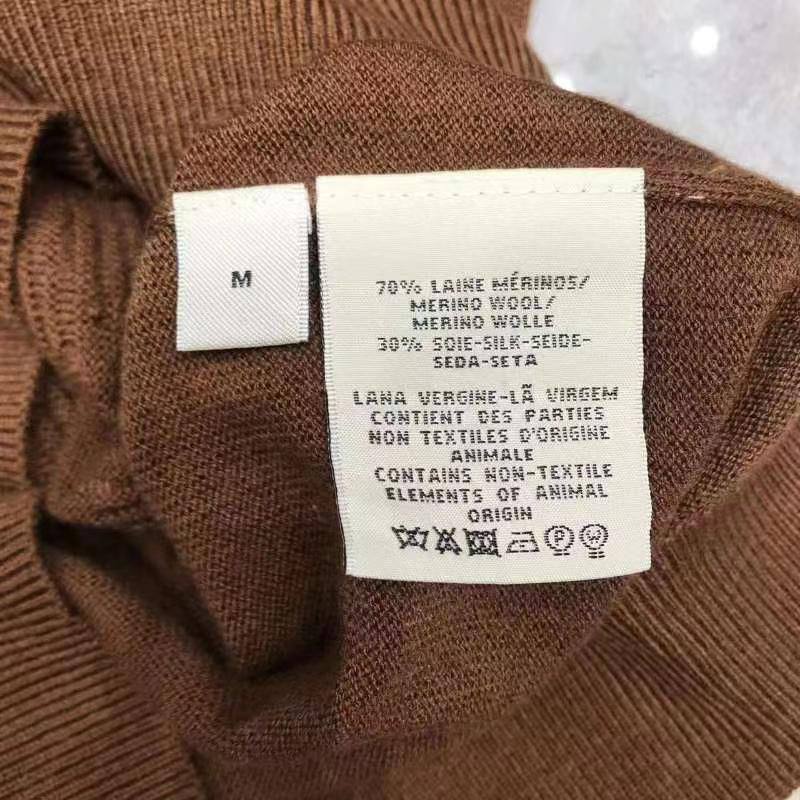 M
70% LAINE MÉRINOS/
MERINO WOOL/
MERINO WOLLE
30% SOIE-SILK-SEIDE-
SEDA-SETA
LANA VERGINE-LÃ VIRGEM
CONTIENT DES PARTIES
NON TEXTILES D'ORIGINE
ANIMALE
CONTAINS NON-TEXTILE
ELEMENTS OF ANIMAL
ORIGIN
P W